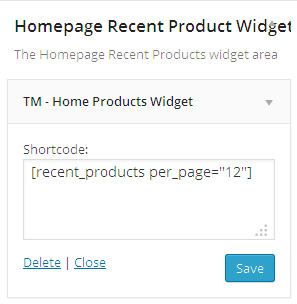 Homepage Recent Product Widget
The Homepage Recent Products widget area
TM - Home Products Widget
Shortcode:
[recent_products per_page="12"]
Delete | Close
Save